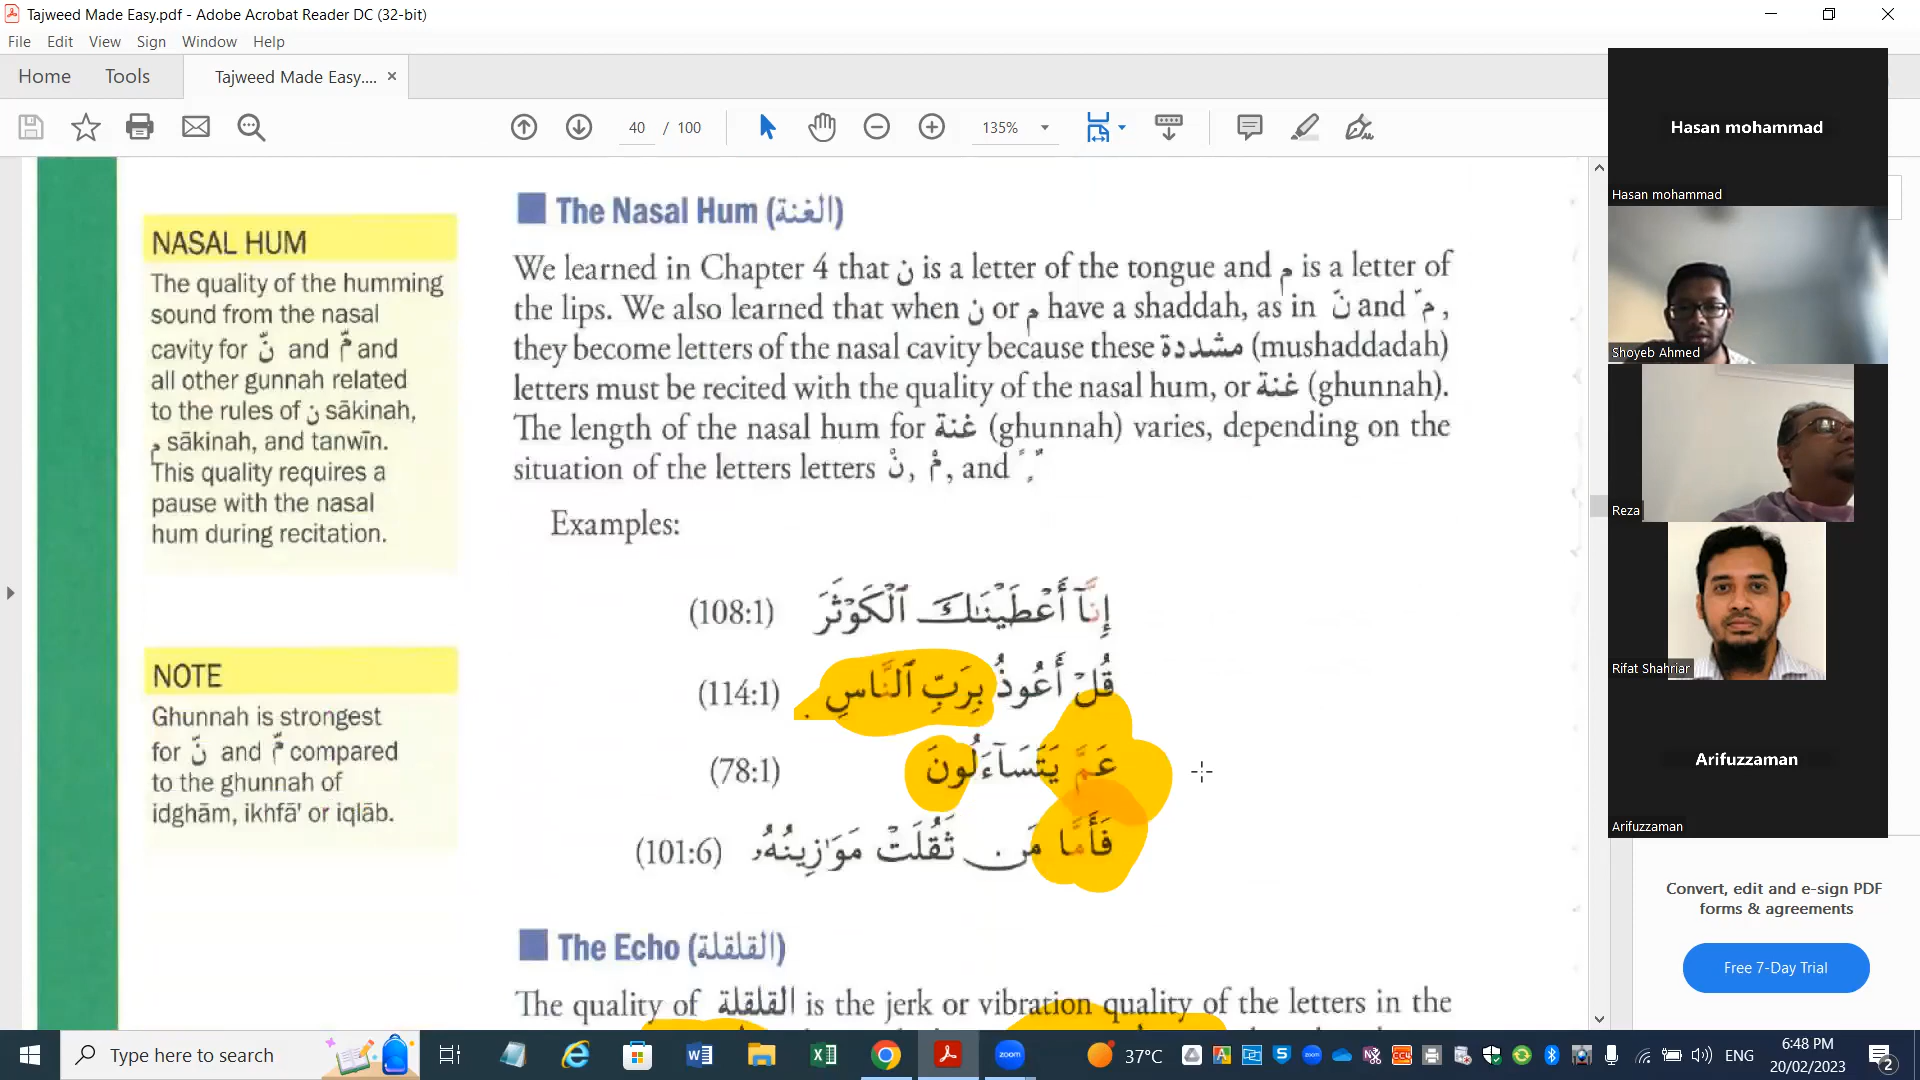 Tajweed Made Easy.pdf - Adobe Acrobat Reader DC (32-bit)
File Edit View Sign Window Help
Home Tools Tajweed Made Easy.... ×
40 / 100 135%
NASAL HUM
The quality of the humming
sound from the nasal
cavity for نّ and مّ and
all other gunnah related
to the rules of ن sākinah,
م sākinah, and tanwīn.
This quality requires a
pause with the nasal
hum during recitation.
NOTE
Ghunnah is strongest
for نّ and مّ compared
to the ghunnah of
idghām, ikhfā' or iqlāb.
The Nasal Hum (الغنة)
We learned in Chapter 4 that ن is a letter of the tongue and م is a letter of
the lips. We also learned that when ن or م have a shaddah, as in نّ and مّ,
they become letters of the nasal cavity because these مشددة (mushaddadah)
letters must be recited with the quality of the nasal hum, or غنة (ghunnah).
The length of the nasal hum for غنة (ghunnah) varies, depending on the
situation of the letters letters نْ, مْ, and ـً ـٍ ـٌ
Examples:
إِنَّآ أَعْطَيْنَـٰكَ ٱلْكَوْثَرَ (108:1)
قُلْ أَعُوذُ بِرَبِّ ٱلنَّاسِ (114:1)
عَمَّ يَتَسَآءَلُونَ (78:1)
فَأَمَّا مَن ثَقُلَتْ مَوَٰزِينُهُۥ (101:6)
The Echo (القلقلة)
The quality of القلقلة is the jerk or vibration quality of the letters in the
Hasan mohammad
Hasan mohammad
Shoyeb Ahmed
Reza
Rifat Shahriar
Arifuzzaman
Arifuzzaman
Convert, edit and e-sign PDF
forms & agreements
Free 7-Day Trial
Type here to search
37°C
ENG
6:48 PM
20/02/2023
2